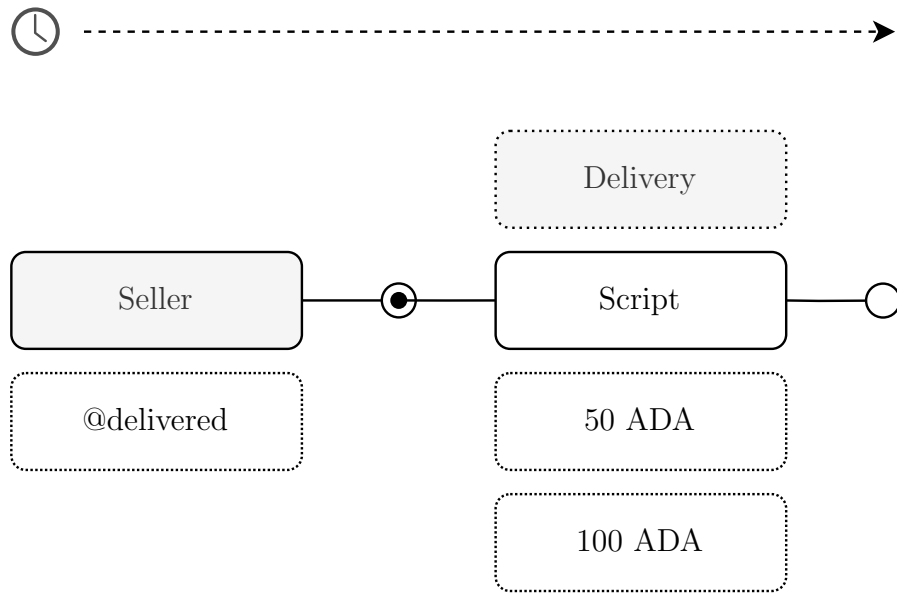 Delivery
Seller
Script
@delivered
50 ADA
100 ADA